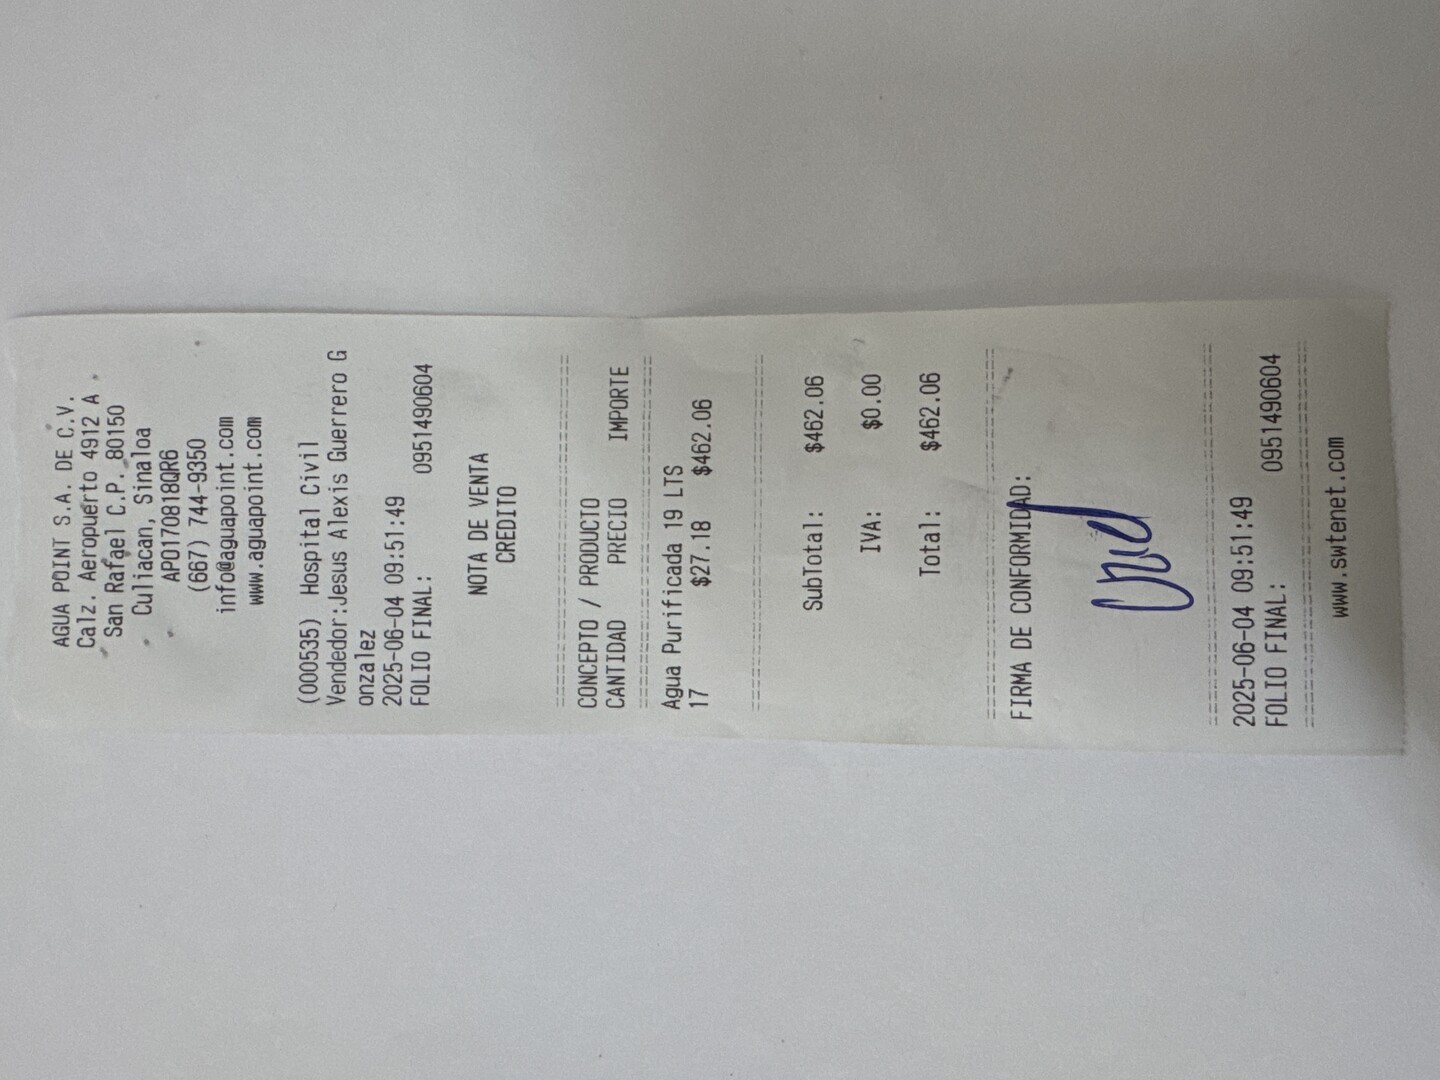 AGUA POINT S.A. DE C.V.
Calz. Aeropuerto 4912 A ,
San Rafael C.P. 80150
Culiacan, Sinaloa
APO170818QR6
(667) 744-9350
info@aguapoint.com
www.aguapoint.com
(000535) Hospital Civil
Vendedor:Jesus Alexis Guerrero G
onzalez
2025-06-04 09:51:49
FOLIO FINAL: 0951490604
NOTA DE VENTA
CREDITO
CONCEPTO / PRODUCTO
CANTIDAD PRECIO IMPORTE
Agua Purificada 19 LTS
17 $27.18 $462.06
SubTotal: $462.06
IVA: $0.00
Total: $462.06
FIRMA DE CONFORMIDAD:
2025-06-04 09:51:49
FOLIO FINAL: 0951490604
www.swtenet.com